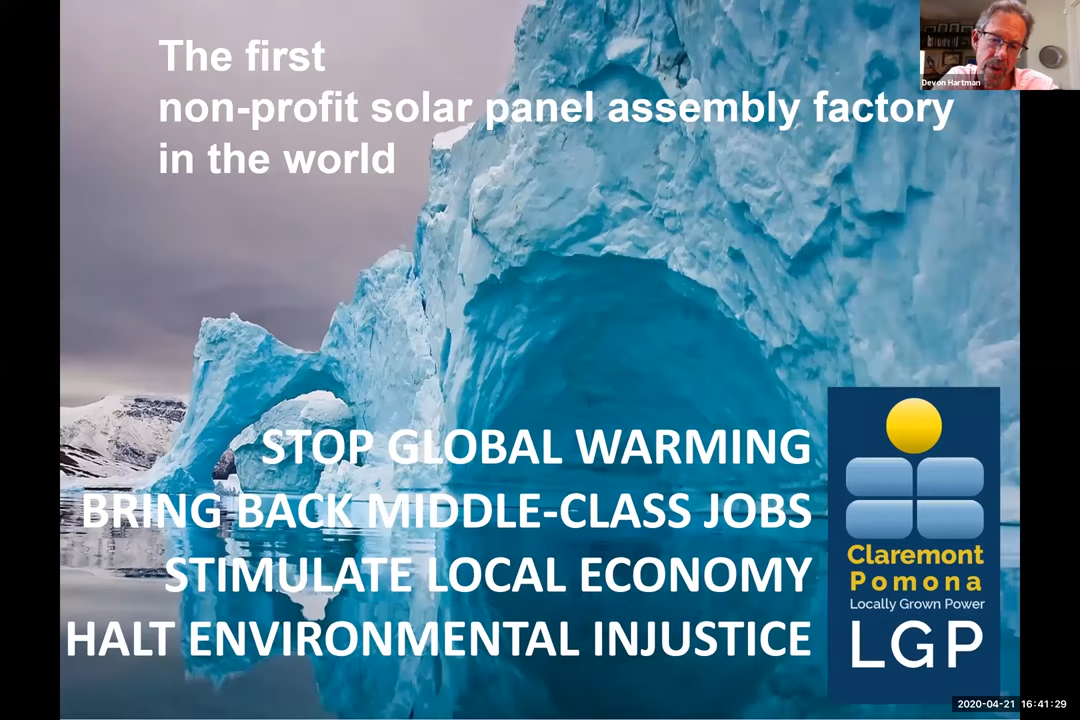 The first
non-profit solar panel assembly factory
in the world
Devon Hartman
STOP GLOBAL WARMING
BRING BACK MIDDLE-CLASS JOBS
STIMULATE LOCAL ECONOMY
HALT ENVIRONMENTAL INJUSTICE
Claremont
Pomona
Locally Grown Power
LGP
2020-04-21 16:41:29